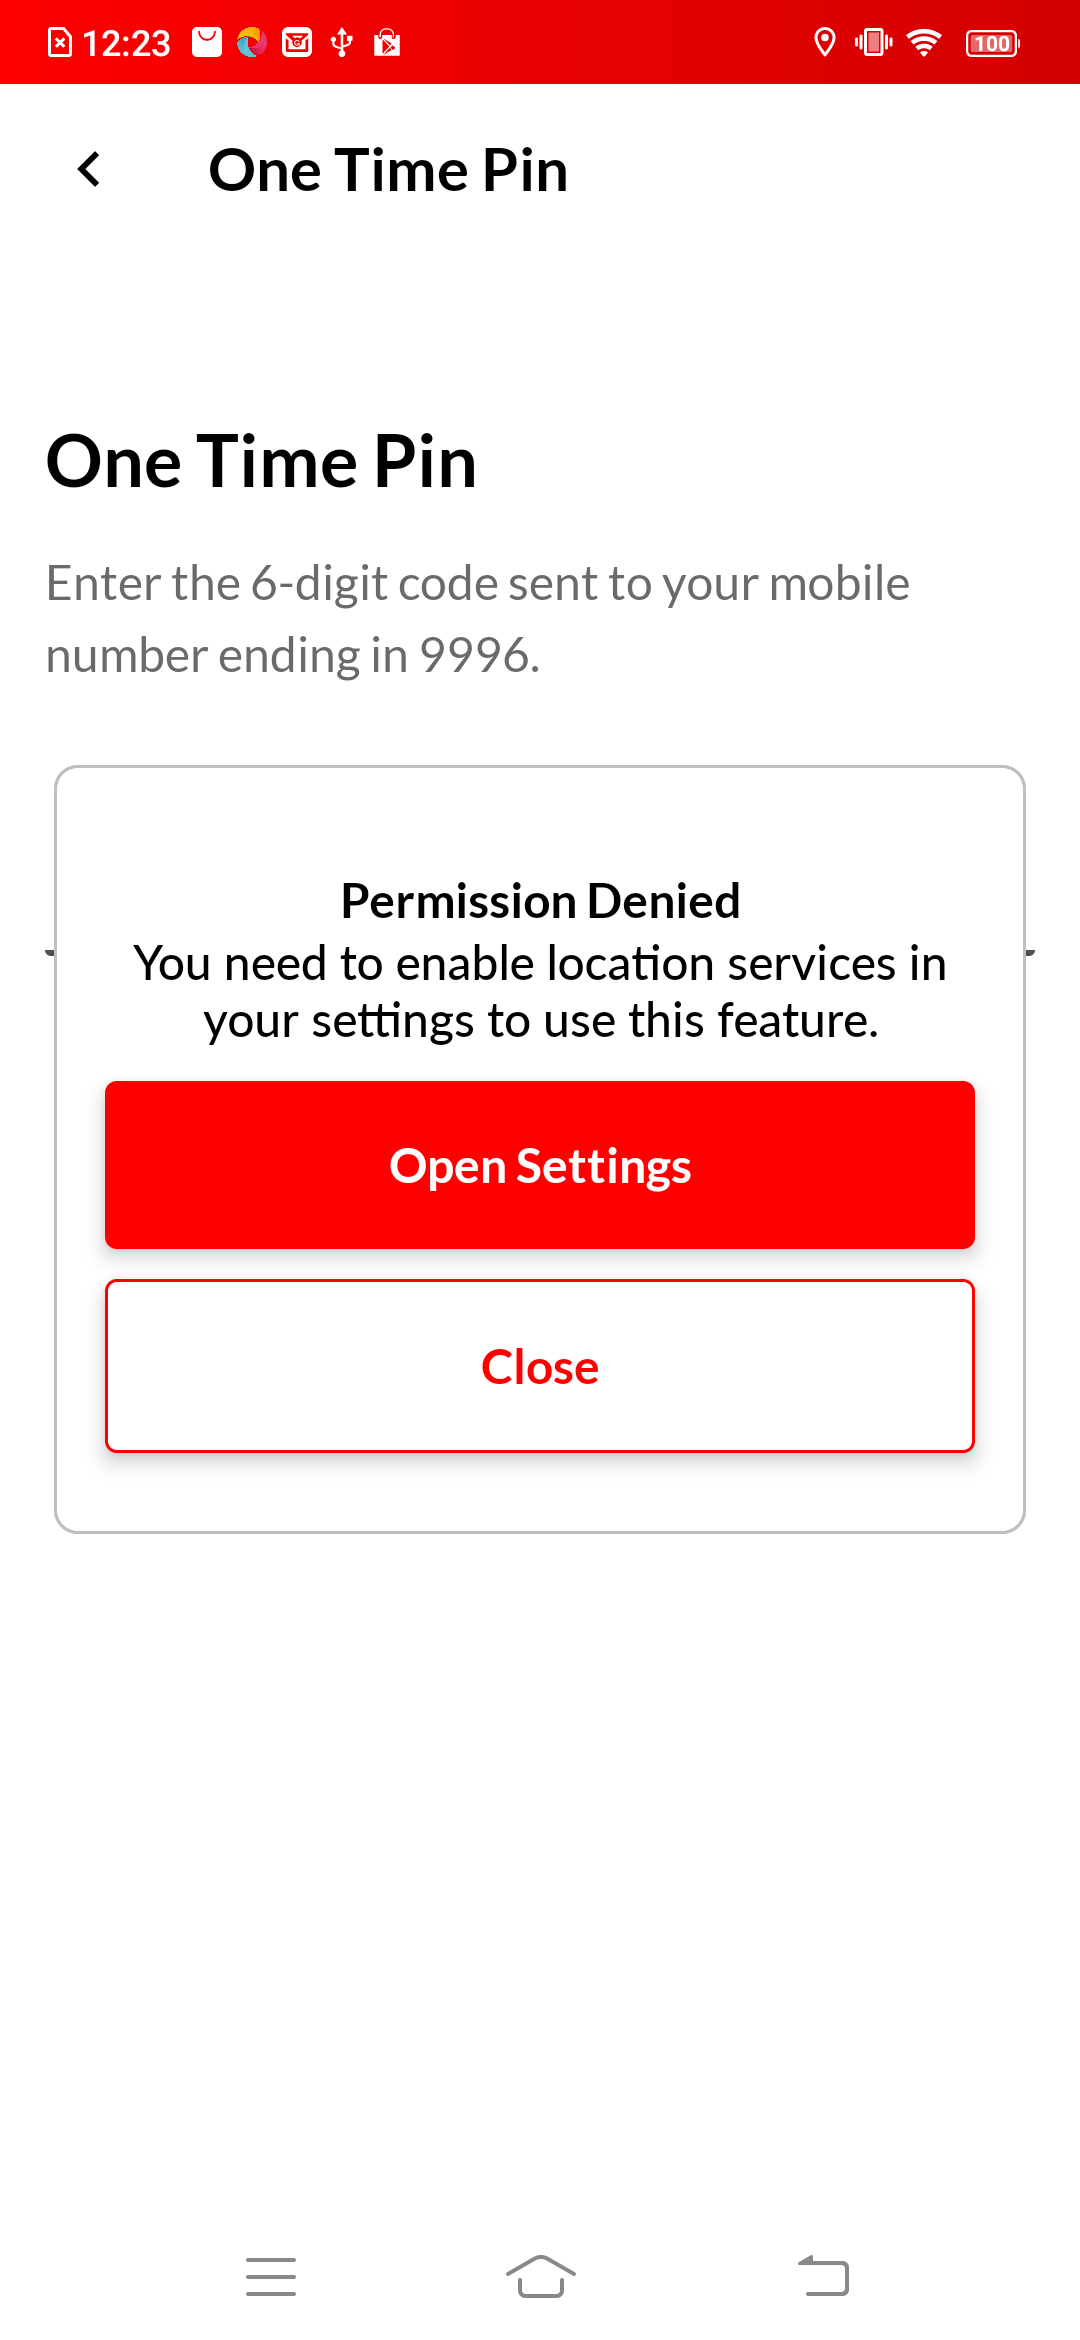 12:23
100
One Time Pin
One Time Pin
Enter the 6-digit code sent to your mobile
number ending in 9996.
Permission Denied
You need to enable location services in
your settings to use this feature.
Open Settings
Close